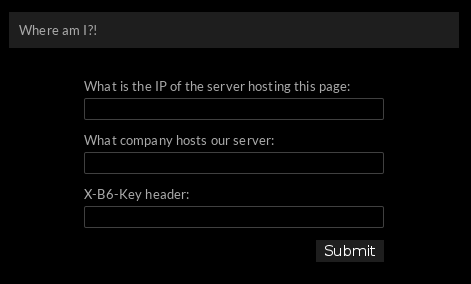 Where am I?!
What is the IP of the server hosting this page:
What company hosts our server:
X-B6-Key header:
Submit